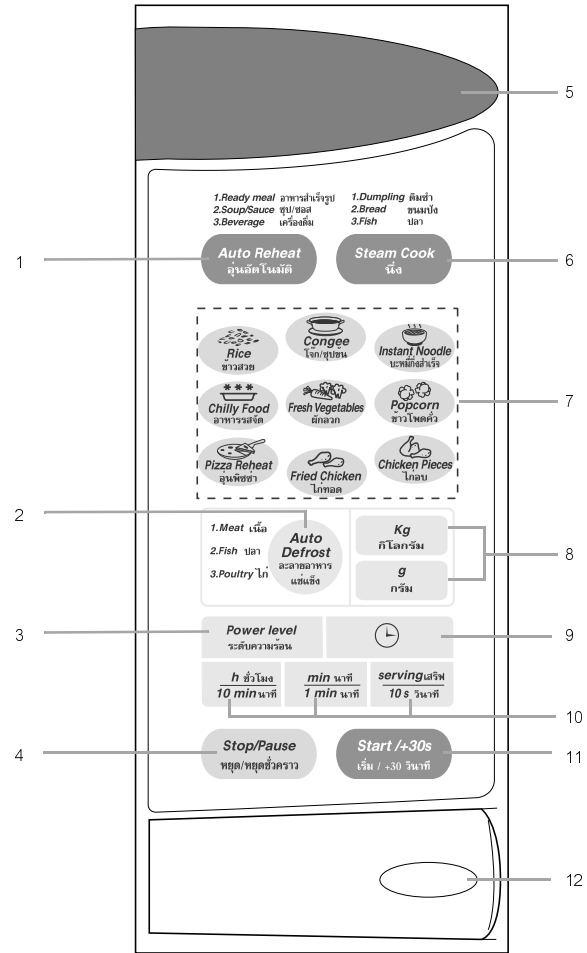 5
1.Ready meal อาหารสำเร็จรูป
2.Soup/Sauce ซุป/ซอส
3.Beverage เครื่องดื่ม
1.Dumpling ติ่มซำ
2.Bread ขนมปัง
3.Fish ปลา
1
Auto Reheat
อุ่นอัตโนมัติ
Steam Cook
นึ่ง
6
Rice
ข้าวสวย
Congee
โจ๊ก/ซุปข้น
Instant Noodle
บะหมี่กึ่งสำเร็จ
Chilly Food
อาหารรสจัด
Fresh Vegetables
ผักลวก
Popcorn
ข้าวโพดคั่ว
7
Pizza Reheat
อุ่นพิซซ่า
Fried Chicken
ไก่ทอด
Chicken Pieces
ไก่อบ
2
1.Meat เนื้อ
2.Fish ปลา
3.Poultry ไก่
Auto
Defrost
ละลายอาหาร
แช่แข็ง
Kg
กิโลกรัม
g
กรัม
8
3
Power level
ระดับความร้อน
9
h ชั่วโมง
10 min นาที
min นาที
1 min นาที
serving เสริฟ
10 s วินาที
10
4
Stop/Pause
หยุด/หยุดชั่วคราว
Start /+30s
เริ่ม / +30 วินาที
11
12